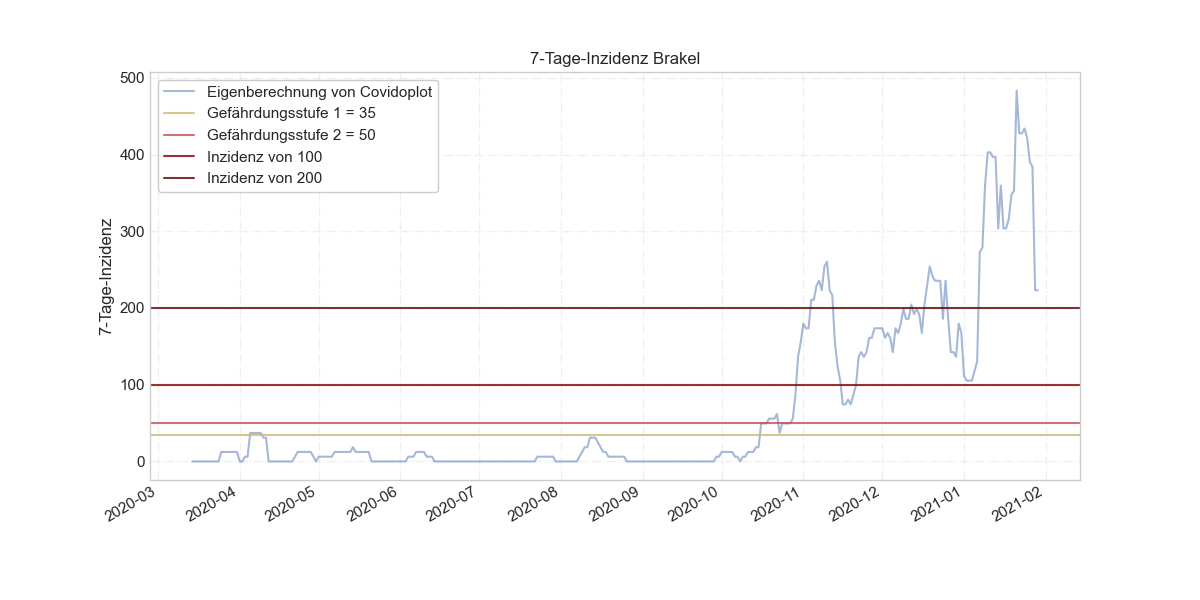 7-Tage-Inzidenz Brakel
500
400
300
200
100
0
7-Tage-Inzidenz
Eigenberechnung von Covidoplot
Gefährdungsstufe 1 = 35
Gefährdungsstufe 2 = 50
Inzidenz von 100
Inzidenz von 200
2020-03
2020-04
2020-05
2020-06
2020-07
2020-08
2020-09
2020-10
2020-11
2020-12
2021-01
2021-02